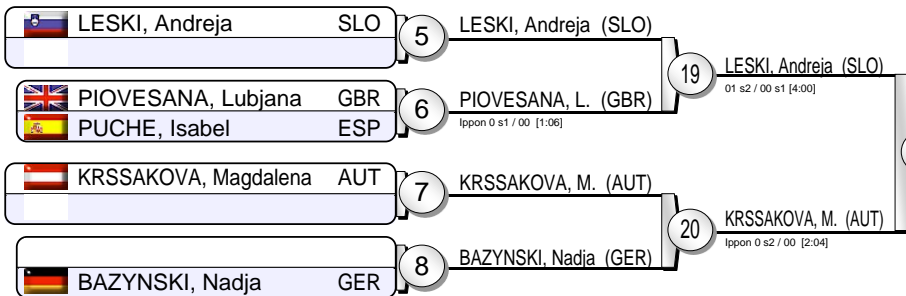 LESKI, Andreja SLO
5
LESKI, Andreja (SLO)
PIOVESANA, Lubjana GBR
PUCHE, Isabel ESP
6
PIOVESANA, L. (GBR)
Ippon 0 s1 / 00 [1:06]
19
LESKI, Andreja (SLO)
01 s2 / 00 s1 [4:00]
KRSSAKOVA, Magdalena AUT
7
KRSSAKOVA, M. (AUT)
BAZYNSKI, Nadja GER
8
BAZYNSKI, Nadja (GER)
20
KRSSAKOVA, M. (AUT)
Ippon 0 s2 / 00 [2:04]